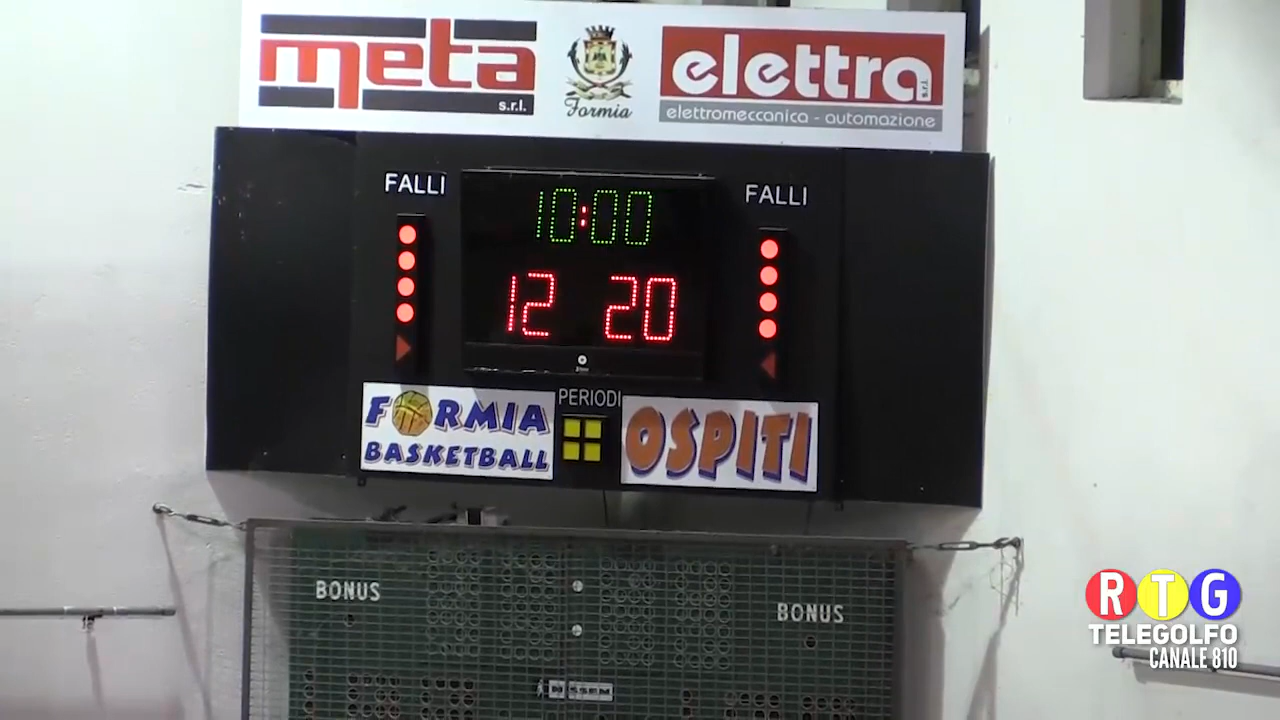 meta
s.r.l.
Formia
elettra
s.r.l.
elettromeccanica - automazione
FALLI
FALLI
10:00
12 20
PERIODI
FORMIA
BASKETBALL
OSPITI
BONUS
BONUS
RTG
TELEGOLFO
CANALE 810